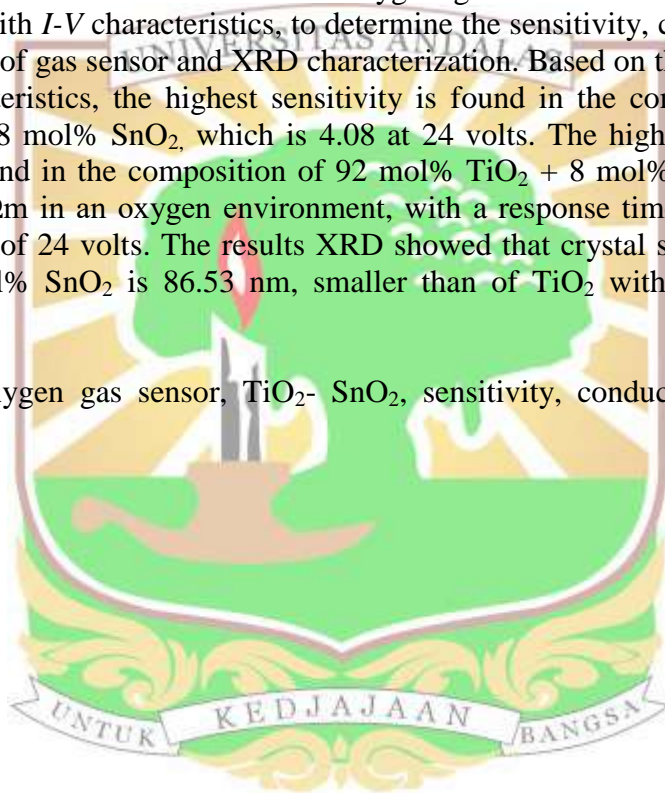 with I-V characteristics, to determine the sensitivity, c
UNIVERSITAS ANDALAS
of gas sensor and XRD characterization. Based on t
eristics, the highest sensitivity is found in the co
8 mol% SnO₂, which is 4.08 at 24 volts. The high
nd in the composition of 92 mol% TiO₂ + 8 mol%
m in an oxygen environment, with a response tim
of 24 volts. The results XRD showed that crystal s
l% SnO₂ is 86.53 nm, smaller than of TiO₂ with
ygen gas sensor, TiO₂- SnO₂, sensitivity, conduc
UNTUK KEDJAJAAN BANGSA